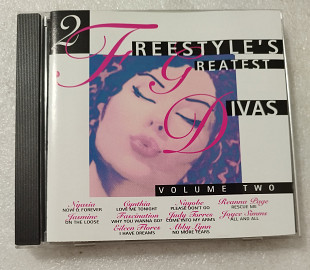 2
FREESTYLE'S
GREATEST
DIVAS
VOLUME TWO
Nyasia Cynthia Nayobe Reanna Page
NOW & FOREVER LOVE ME TONIGHT PLEASE DON'T GO RESCUE ME
Jasmine Fascination Judy Torres Joyce Simms
ON THE LOOSE WHY YOU WANNA GO? COME INTO MY ARMS ALL AND ALL
Eileen Flores Abby Lynn
I HAVE DREAMS NO MORE TEARS